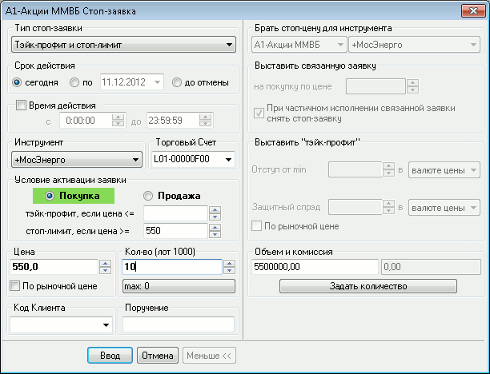 А1-Акции ММВБ Стоп-заявка
Тип стоп-заявки
Тэйк-профит и стоп-лимит
Срок действия
сегодня по 11.12.2012 до отмены
Время действия
с 0:00:00 до 23:59:59
Инструмент Торговый Счет
+МосЭнерго L01-00000F00
Условие активации заявки
Покупка Продажа
тэйк-профит, если цена <=
стоп-лимит, если цена >= 550
Цена Кол-во (лот 1000)
550,0 10
По рыночной цене max: 0
Код Клиента Поручение
Брать стоп-цену для инструмента
А1-Акции ММВБ +МосЭнерго
Выставить связанную заявку
на покупку по цене
При частичном исполнении связанной заявки
снять стоп-заявку
Выставить "тэйк-профит"
Отступ от min в валюте цены
Защитный спрэд в валюте цены
По рыночной цене
Объем и комиссия
5500000,00 0,00
Задать количество
Ввод Отмена Меньше <<